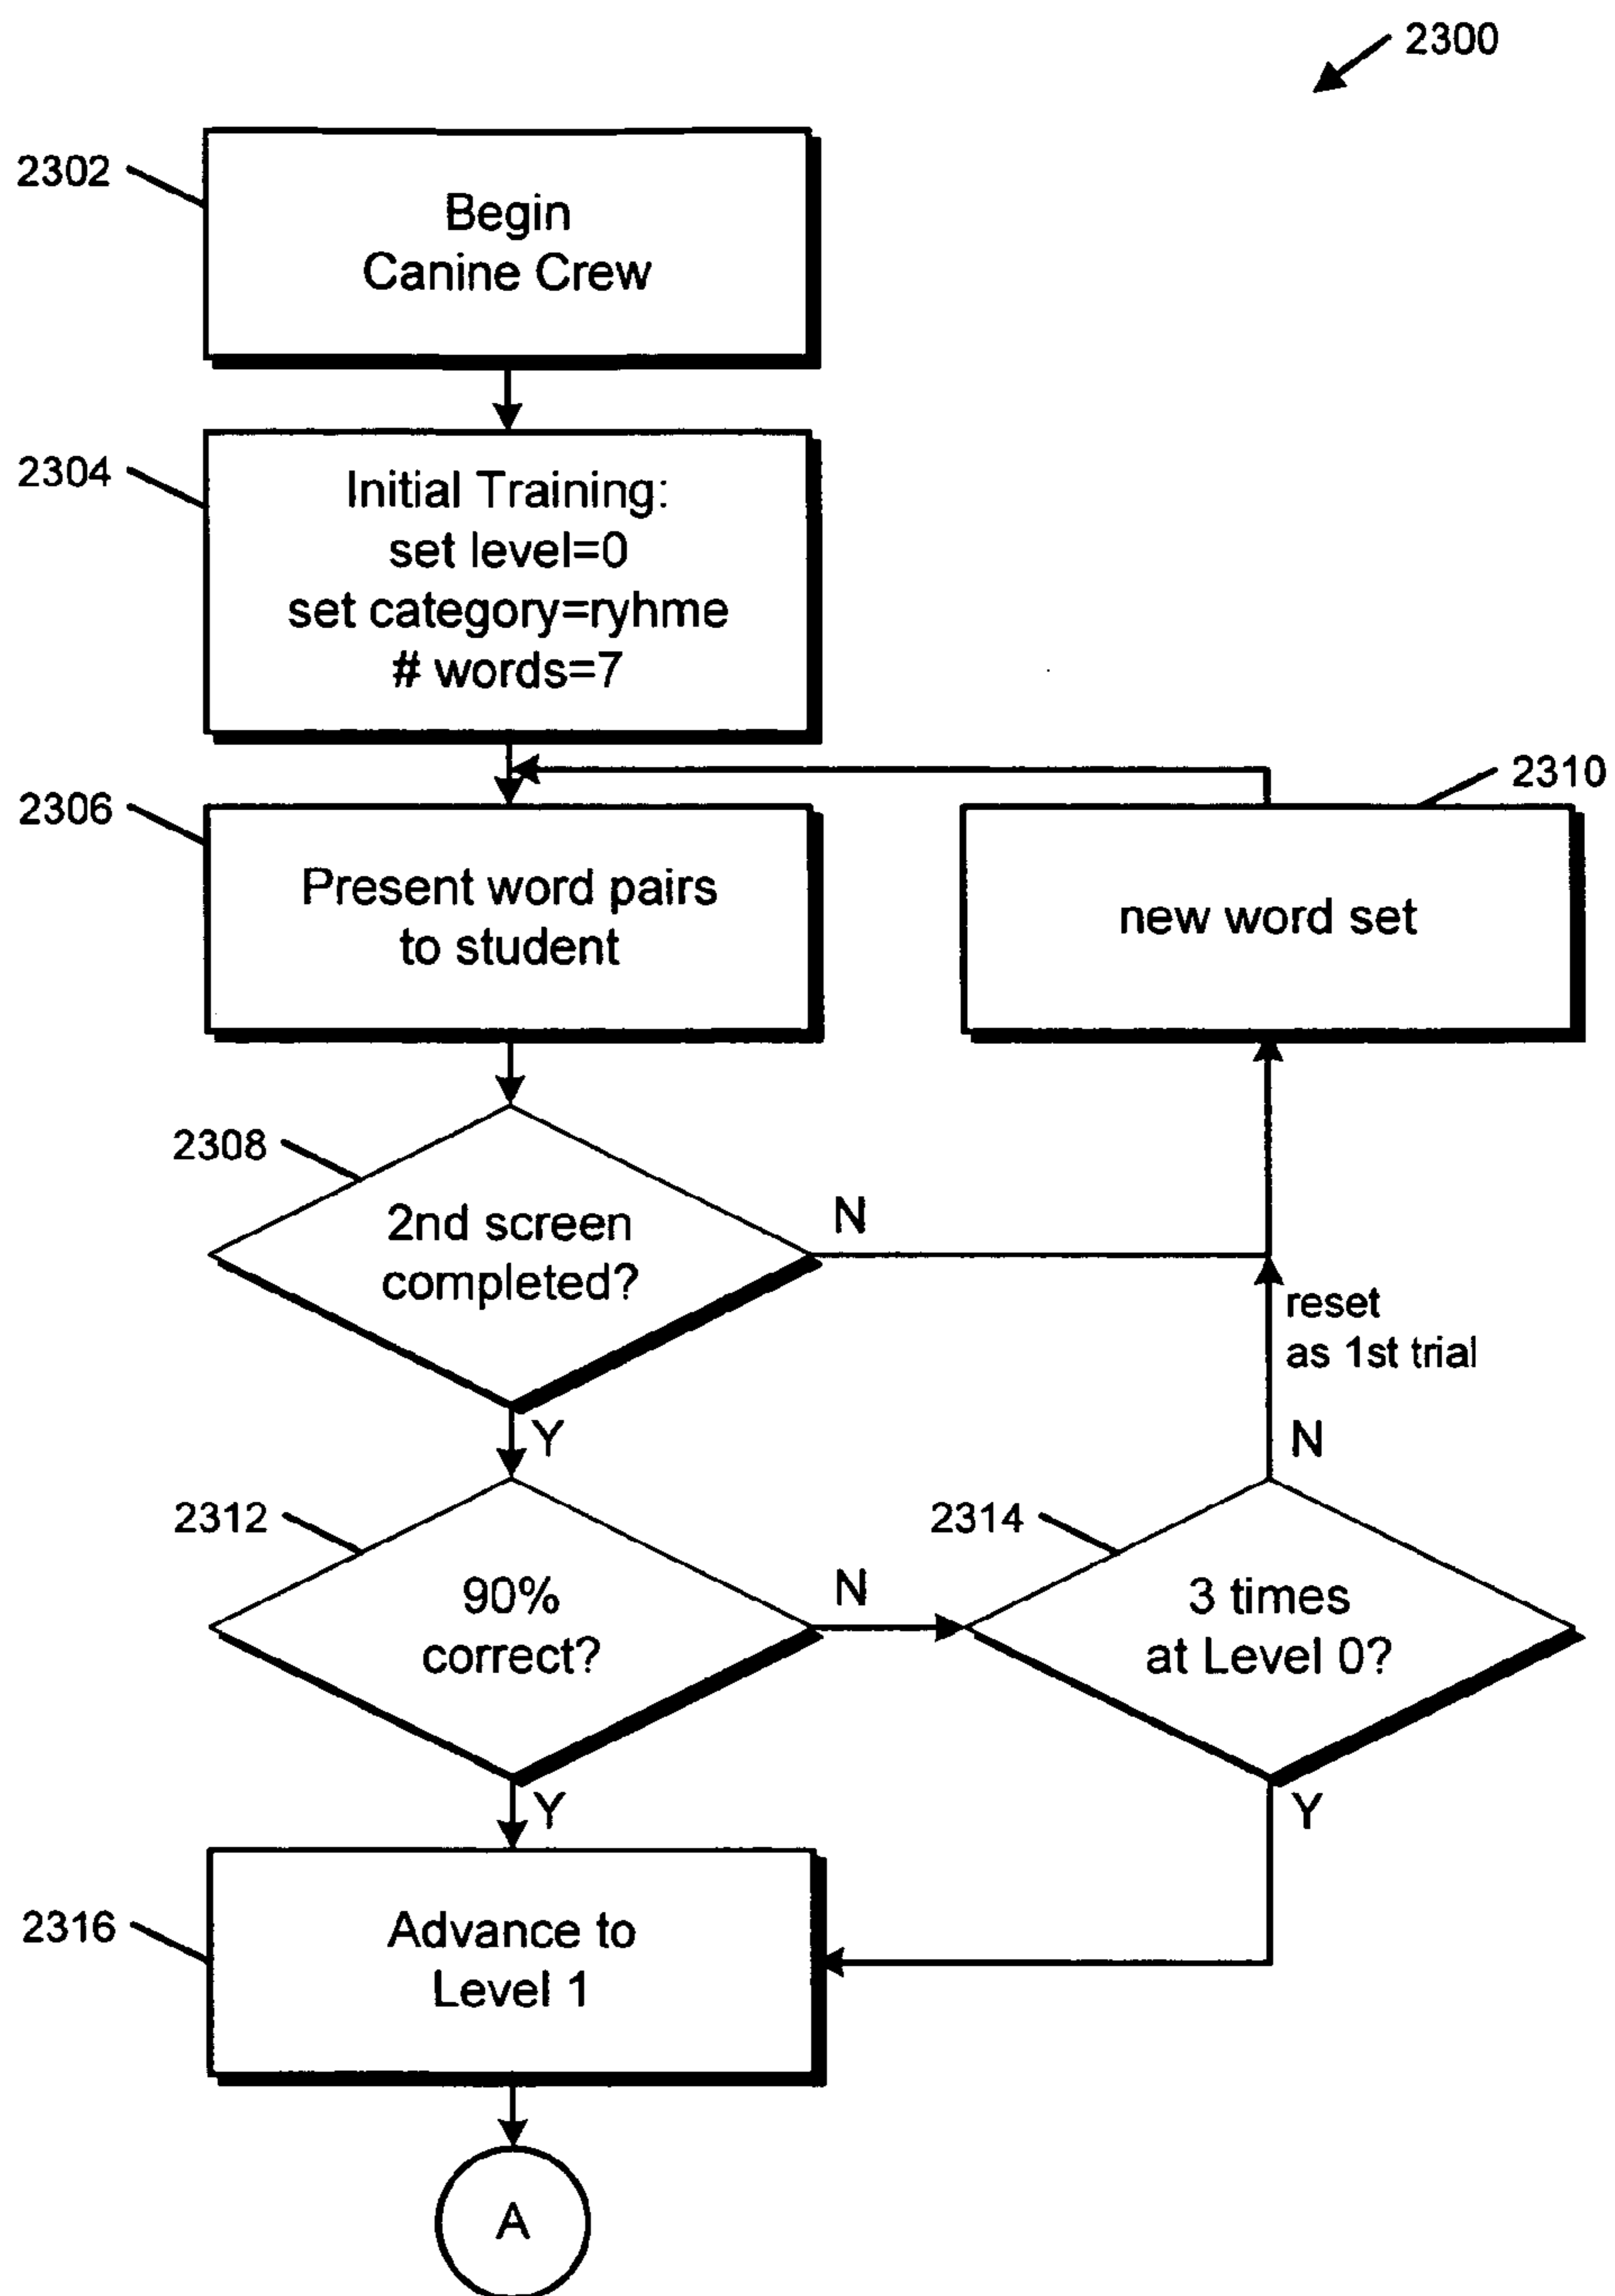 2300
2302
Begin
Canine Crew
2304
Initial Training:
set level=0
set category=ryhme
# words=7
2306
Present word pairs
to student
2310
new word set
2308
2nd screen
completed?
N
Y
reset
as 1st trial
N
2312
90%
correct?
N
Y
2314
3 times
at Level 0?
Y
2316
Advance to
Level 1
A